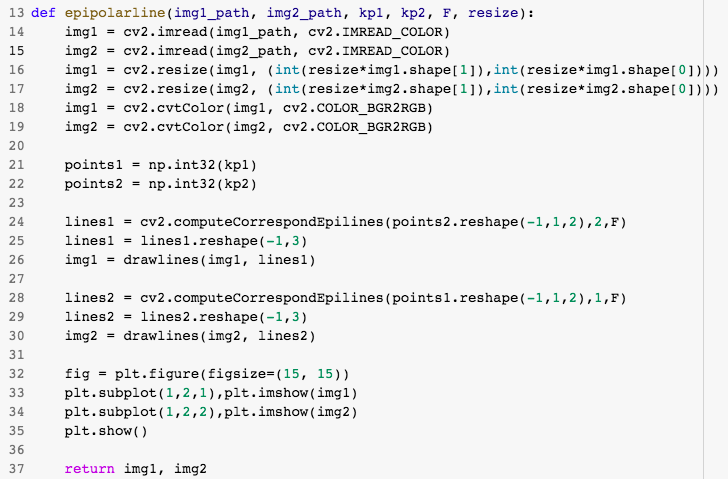 13 def epipolarline(img1_path, img2_path, kp1, kp2, F, resize):
14     img1 = cv2.imread(img1_path, cv2.IMREAD_COLOR)
15     img2 = cv2.imread(img2_path, cv2.IMREAD_COLOR)
16     img1 = cv2.resize(img1, (int(resize*img1.shape[1]),int(resize*img1.shape[0])))
17     img2 = cv2.resize(img2, (int(resize*img2.shape[1]),int(resize*img2.shape[0])))
18     img1 = cv2.cvtColor(img1, cv2.COLOR_BGR2RGB)
19     img2 = cv2.cvtColor(img2, cv2.COLOR_BGR2RGB)
20
21     points1 = np.int32(kp1)
22     points2 = np.int32(kp2)
23
24     lines1 = cv2.computeCorrespondEpilines(points2.reshape(-1,1,2),2,F)
25     lines1 = lines1.reshape(-1,3)
26     img1 = drawlines(img1, lines1)
27
28     lines2 = cv2.computeCorrespondEpilines(points1.reshape(-1,1,2),1,F)
29     lines2 = lines2.reshape(-1,3)
30     img2 = drawlines(img2, lines2)
31
32     fig = plt.figure(figsize=(15, 15))
33     plt.subplot(1,2,1),plt.imshow(img1)
34     plt.subplot(1,2,2),plt.imshow(img2)
35     plt.show()
36
37     return img1, img2